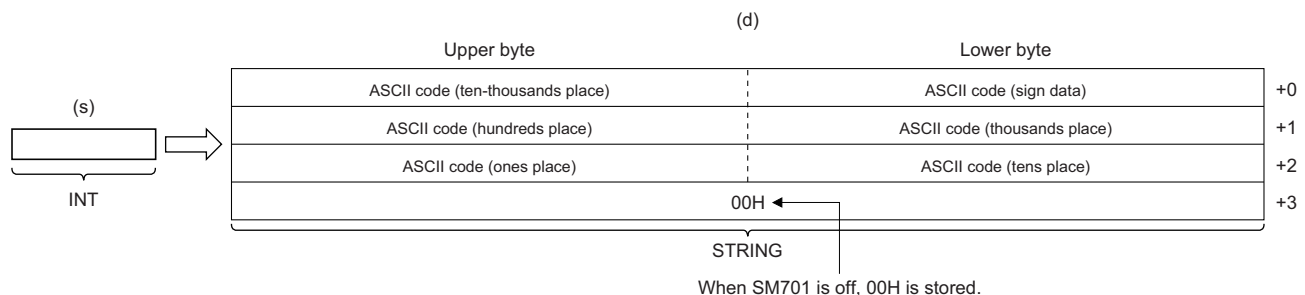 (d)
Upper byte Lower byte
(s)
ASCII code (ten-thousands place) ASCII code (sign data) +0
ASCII code (hundreds place) ASCII code (thousands place) +1
ASCII code (ones place) ASCII code (tens place) +2
INT
00H +3
STRING
When SM701 is off, 00H is stored.